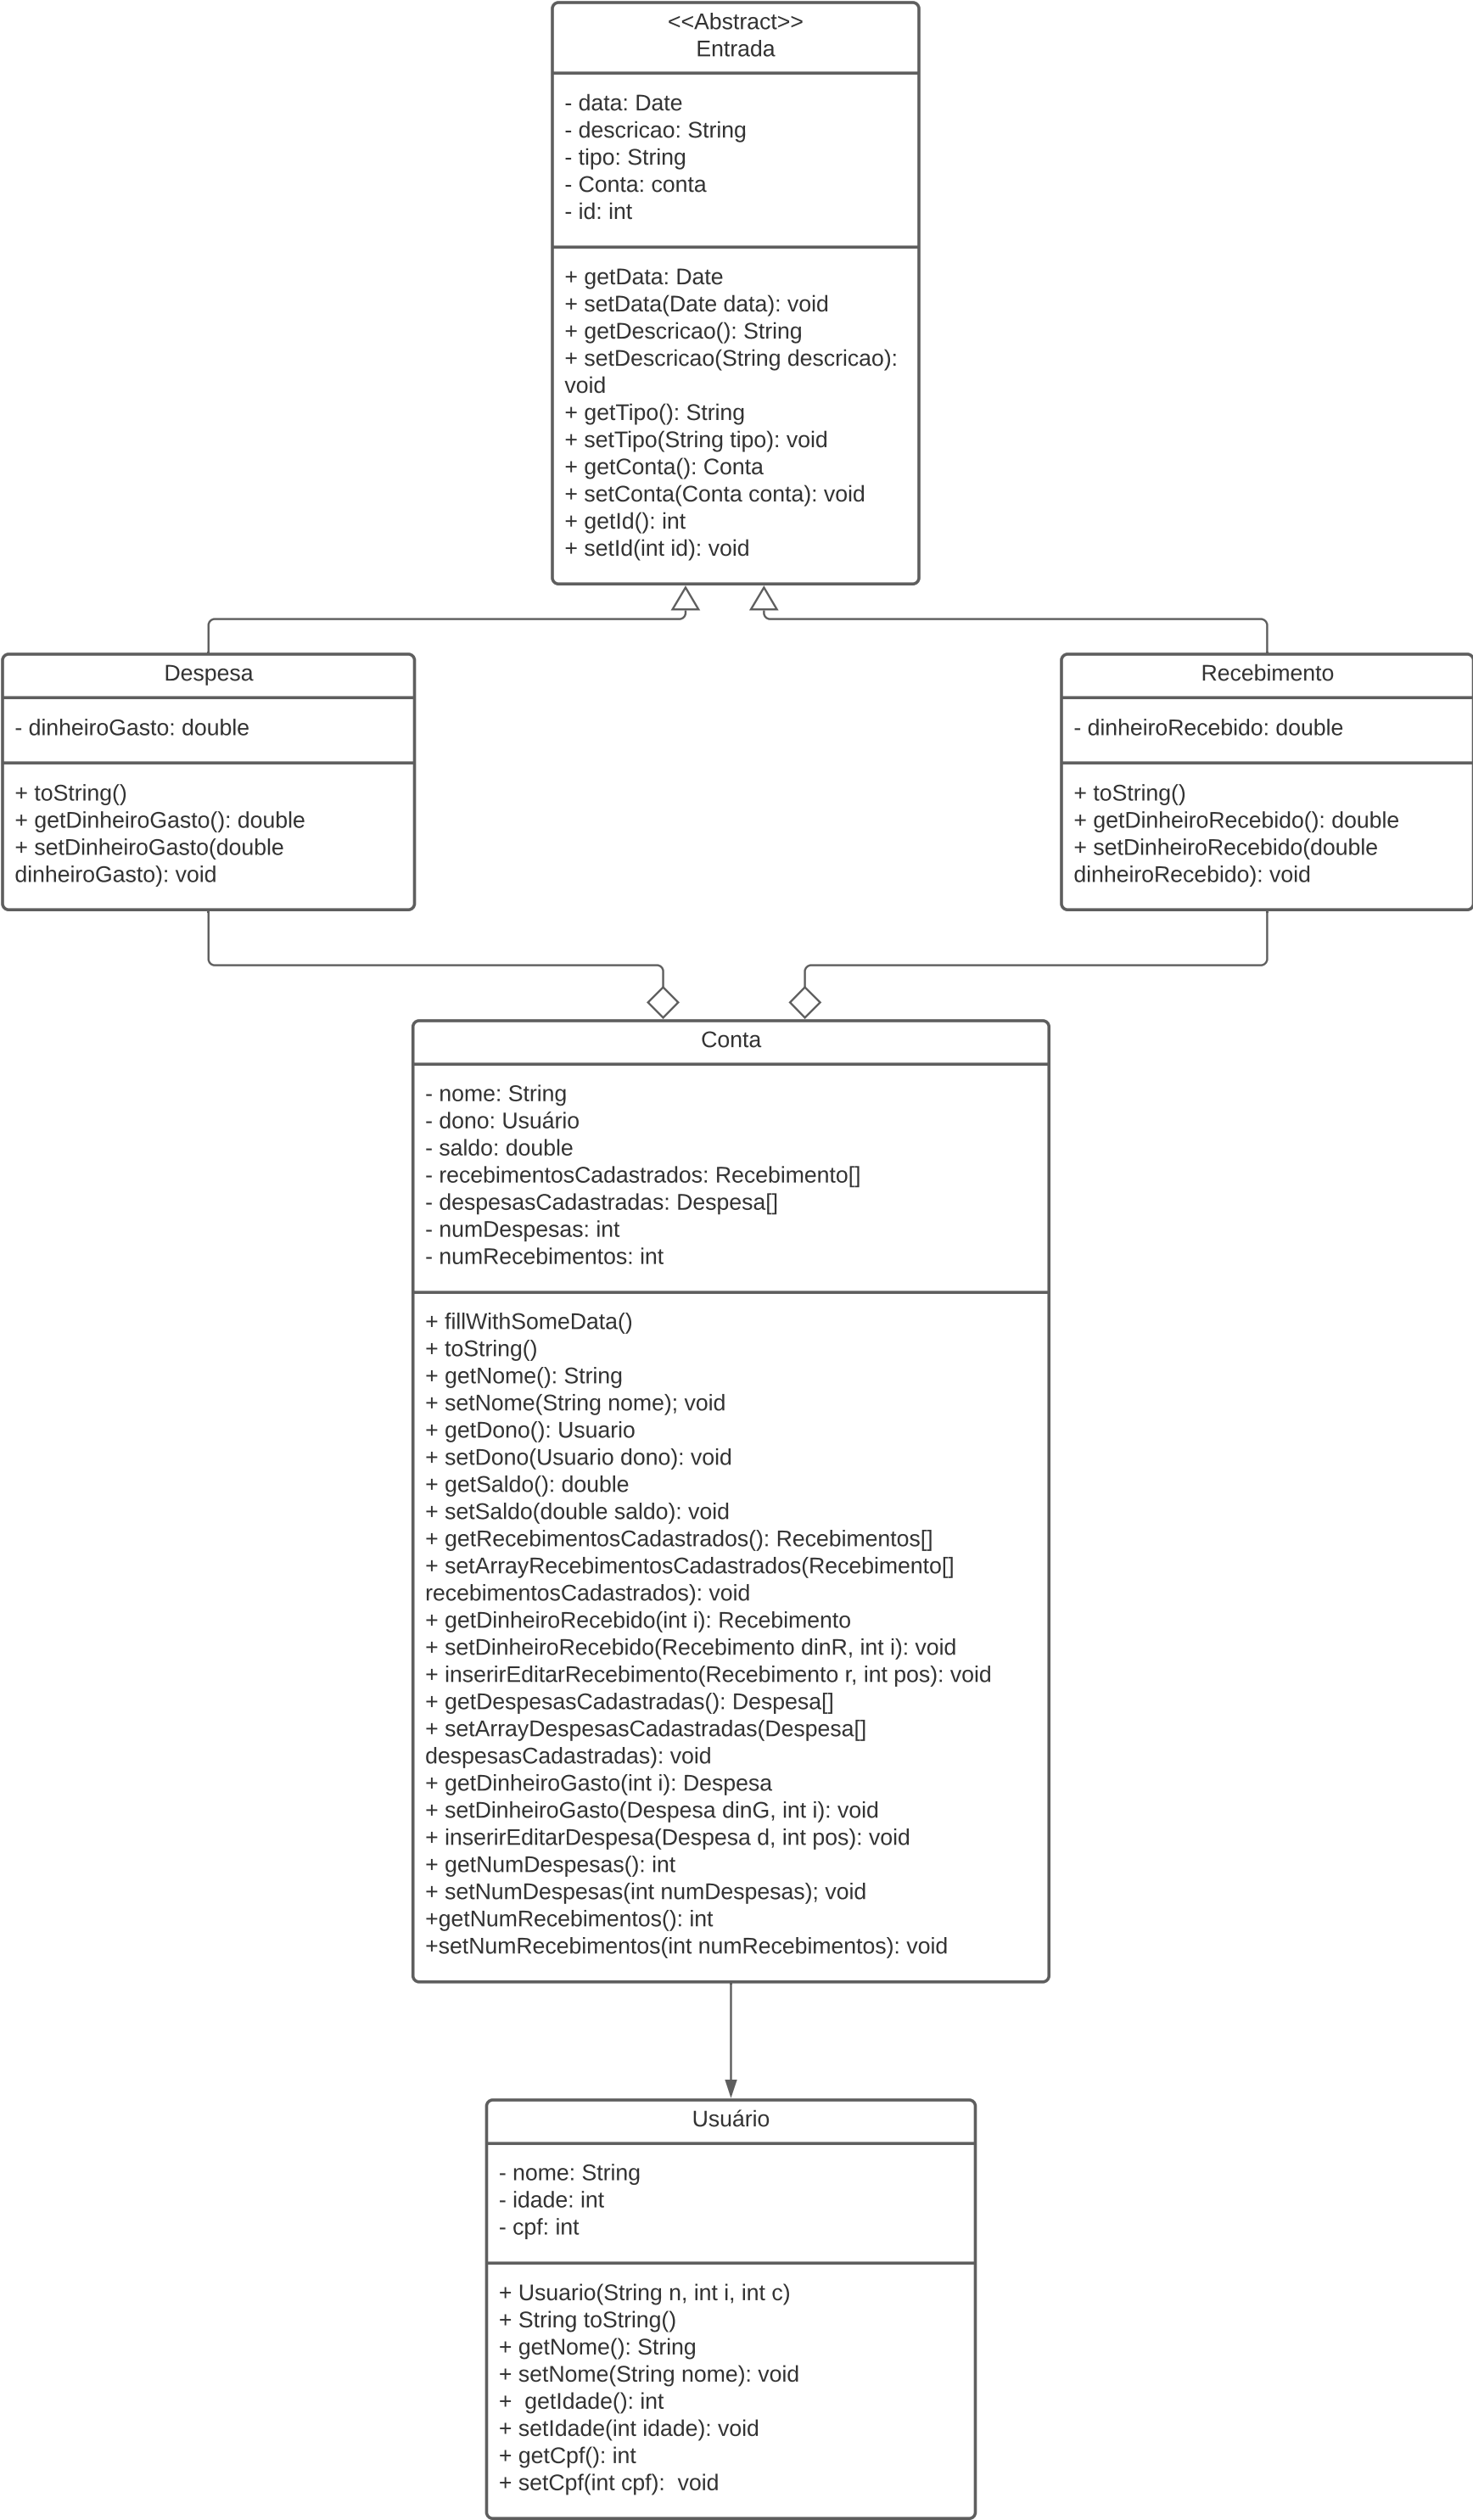 <<Abstract>>
Entrada
- data: Date
- descricao: String
- tipo: String
- Conta: conta
- id: int
+ getData: Date
+ setData(Date data): void
+ getDescricao(): String
+ setDescricao(String descricao):
void
+ getTipo(): String
+ setTipo(String tipo): void
+ getConta(): Conta
+ setConta(Conta conta): void
+ getId(): int
+ setId(int id): void
Despesa
- dinheiroGasto: double
+ toString()
+ getDinheiroGasto(): double
+ setDinheiroGasto(double
dinheiroGasto): void
Recebimento
- dinheiroRecebido: double
+ toString()
+ getDinheiroRecebido(): double
+ setDinheiroRecebido(double
dinheiroRecebido): void
Conta
- nome: String
- dono: Usuário
- saldo: double
- recebimentosCadastrados: Recebimento[]
- despesasCadastradas: Despesa[]
- numDespesas: int
- numRecebimentos: int
+ fillWithSomeData()
+ toString()
+ getNome(): String
+ setNome(String nome); void
+ getDono(): Usuario
+ setDono(Usuario dono): void
+ getSaldo(): double
+ setSaldo(double saldo): void
+ getRecebimentosCadastrados(): Recebimentos[]
+ setArrayRecebimentosCadastrados(Recebimento[]
recebimentosCadastrados): void
+ getDinheiroRecebido(int i): Recebimento
+ setDinheiroRecebido(Recebimento dinR, int i): void
+ inserirEditarRecebimento(Recebimento r, int pos): void
+ getDespesasCadastradas(): Despesa[]
+ setArrayDespesasCadastradas(Despesa[]
despesasCadastradas): void
+ getDinheiroGasto(int i): Despesa
+ setDinheiroGasto(Despesa dinG, int i): void
+ inserirEditarDespesa(Despesa d, int pos): void
+ getNumDespesas(): int
+ setNumDespesas(int numDespesas); void
+getNumRecebimentos(): int
+setNumRecebimentos(int numRecebimentos): void
Usuário
- nome: String
- idade: int
- cpf: int
+ Usuario(String n, int i, int c)
+ String toString()
+ getNome(): String
+ setNome(String nome): void
+  getIdade(): int
+ setIdade(int idade): void
+ getCpf(): int
+ setCpf(int cpf):  void